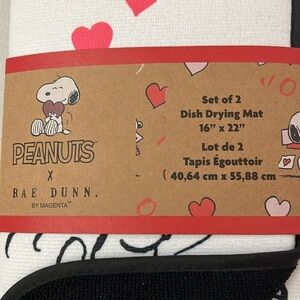 PEANUTS
X
RAE DUNN.
BY MAGENTA™
Set of 2
Dish Drying Mat
16” x 22”
Lot de 2
Tapis Égouttoir
40,64 cm x 55,88 cm